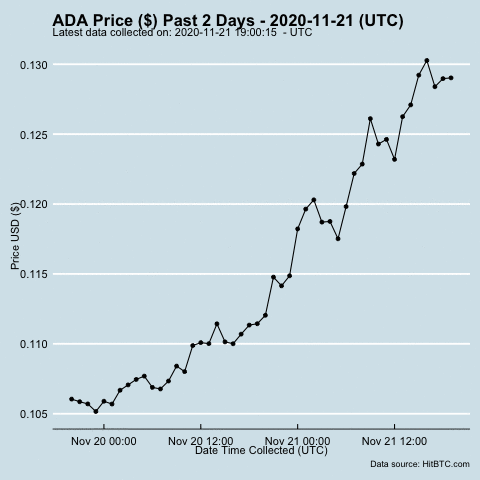 ADA Price ($) Past 2 Days - 2020-11-21 (UTC)
Latest data collected on: 2020-11-21 19:00:15 - UTC
0.130
0.125
0.120
0.115
0.110
0.105
Price USD ($)
Nov 20 00:00 Nov 20 12:00 Nov 21 00:00 Nov 21 12:00
Date Time Collected (UTC)
Data source: HitBTC.com